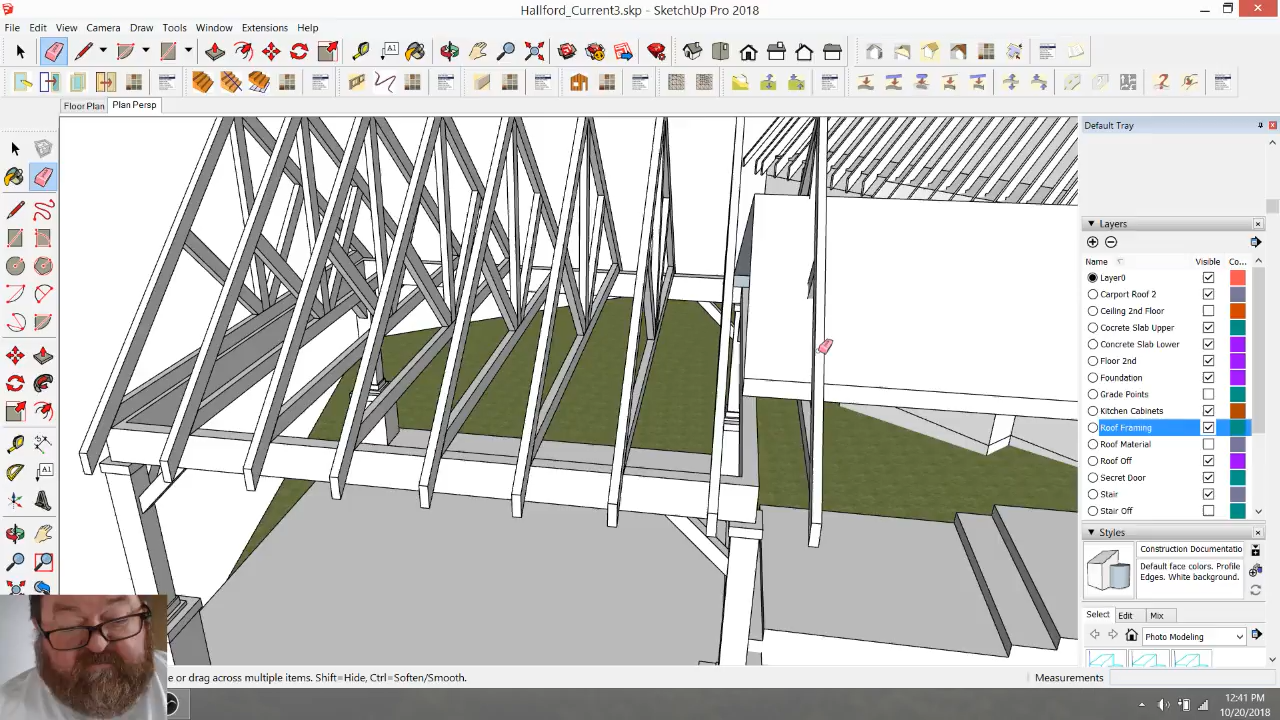 Hallford_Current3.skp - SketchUp Pro 2018
File Edit View Camera Draw Tools Window Extensions Help
Floor Plan Plan Persp
Default Tray
Layers
Name Visible Co...
Layer0
Carport Roof 2
Ceiling 2nd Floor
Cocrete Slab Upper
Concrete Slab Lower
Floor 2nd
Foundation
Grade Points
Kitchen Cabinets
Roof Framing
Roof Material
Roof Off
Secret Door
Stair
Stair Off
Styles
Construction Documentatio
Default face colors. Profile
Edges. White background.
Select Edit Mix
Photo Modeling
e or drag across multiple items. Shift=Hide, Ctrl=Soften/Smooth.
Measurements
12:41 PM
10/20/2018